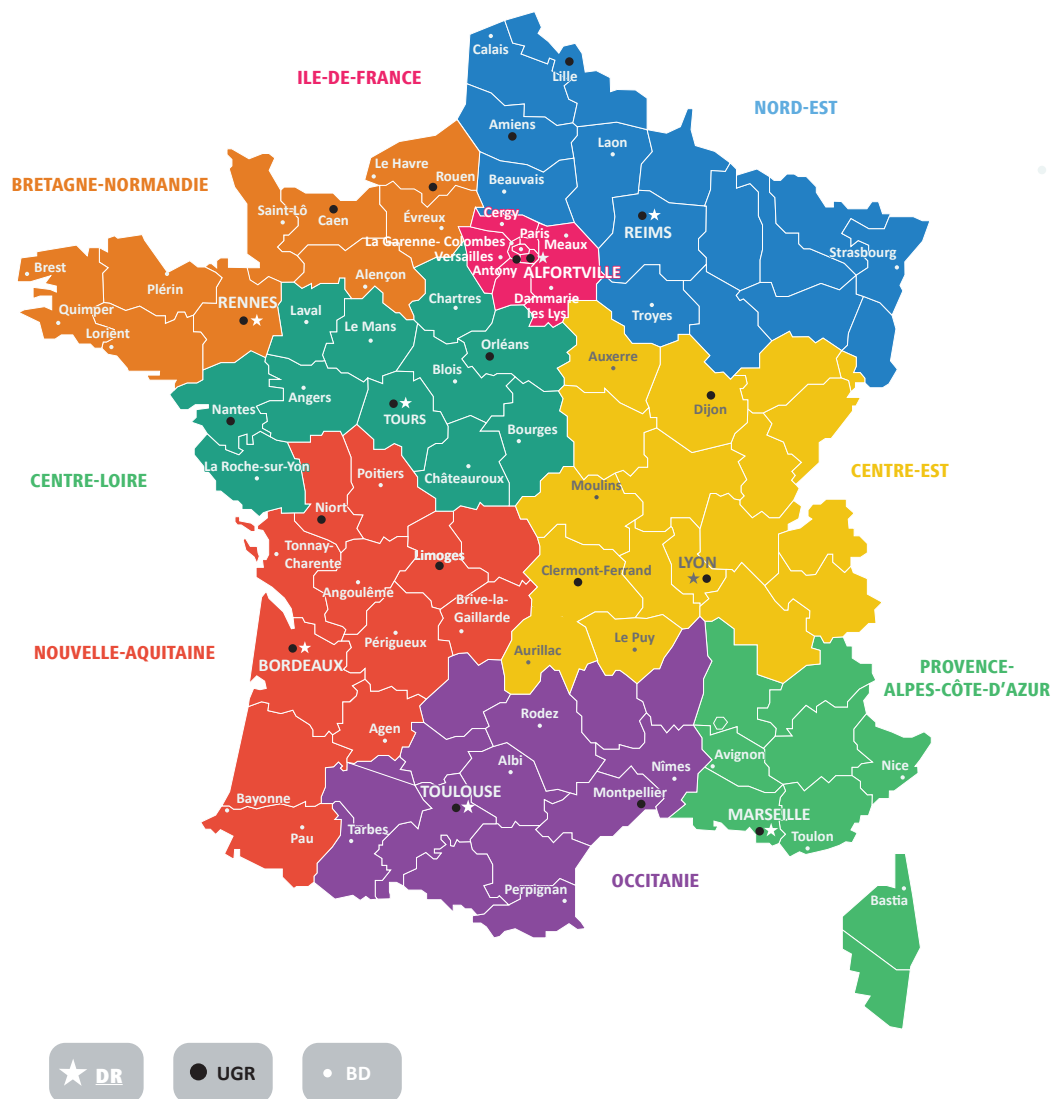 Calais
ILE-DE-FRANCE
Lille
NORD-EST
Amiens
Laon
Le Havre
Rouen
Beauvais
BRETAGNE-NORMANDIE
Saint-Lô
Caen
Évreux
Cergy
Paris
REIMS
La Garenne- Colombes
Meaux
Versailles
Strasbourg
Brest
Antony
ALFORTVILLE
Plérin
Alençon
Chartres
Dammarie
les Lys
Quimper
RENNES
Laval
Troyes
Lorient
Le Mans
Orléans
Auxerre
Blois
Angers
Nantes
TOURS
Dijon
Bourges
La Roche-sur-Yon
CENTRE-LOIRE
Poitiers
Châteauroux
CENTRE-EST
Moulins
Niort
Tonnay-
Charente
Limoges
LYON
Clermont-Ferrand
Angoulême
Brive-la-
Gaillarde
Périgueux
Le Puy
NOUVELLE-AQUITAINE
BORDEAUX
Aurillac
PROVENCE-
ALPES-CÔTE-D’AZUR
Rodez
Agen
Avignon
Albi
Nîmes
Nice
TOULOUSE
Montpellier
Bayonne
MARSEILLE
Tarbes
Pau
Toulon
OCCITANIE
Perpignan
Bastia
DR
UGR
BD